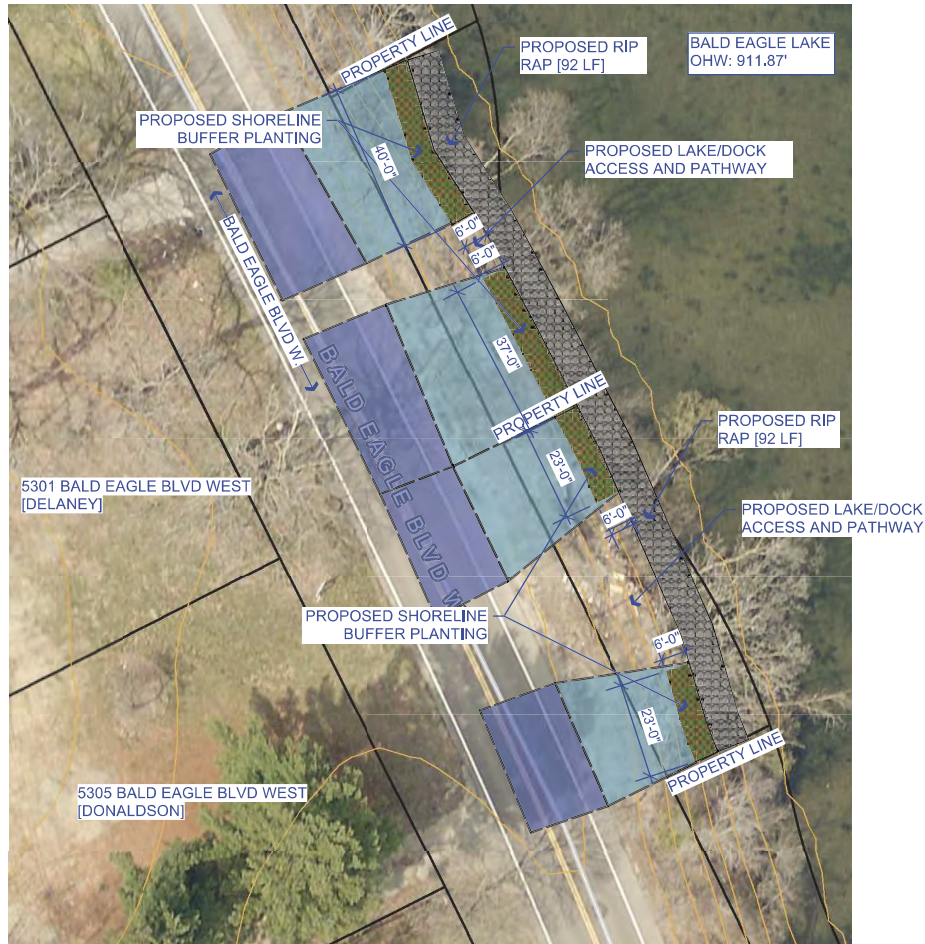 PROPERTY LINE
PROPOSED RIP
RAP [92 LF]
BALD EAGLE LAKE
OHW: 911.87'
PROPOSED SHORELINE
BUFFER PLANTING
40'-0"
PROPOSED LAKE/DOCK
ACCESS AND PATHWAY
6'-0"
6'-0"
BALD EAGLE BLVD W.
37'-0"
BALD EAGLE BLVD W
PROPERTY LINE
PROPOSED RIP
RAP [92 LF]
23'-0"
5301 BALD EAGLE BLVD WEST
[DELANEY]
6'-0"
PROPOSED LAKE/DOCK
ACCESS AND PATHWAY
PROPOSED SHORELINE
BUFFER PLANTING
6'-0"
23'-0"
PROPERTY LINE
5305 BALD EAGLE BLVD WEST
[DONALDSON]